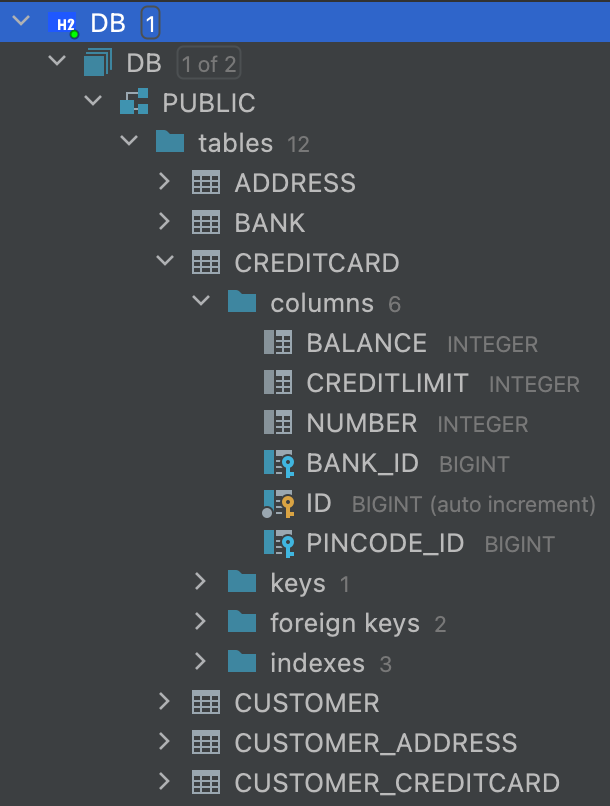 H2 DB 1
DB 1 of 2
PUBLIC
tables 12
ADDRESS
BANK
CREDITCARD
columns 6
BALANCE INTEGER
CREDITLIMIT INTEGER
NUMBER INTEGER
BANK_ID BIGINT
ID BIGINT (auto increment)
PINCODE_ID BIGINT
keys 1
foreign keys 2
indexes 3
CUSTOMER
CUSTOMER_ADDRESS
CUSTOMER_CREDITCARD